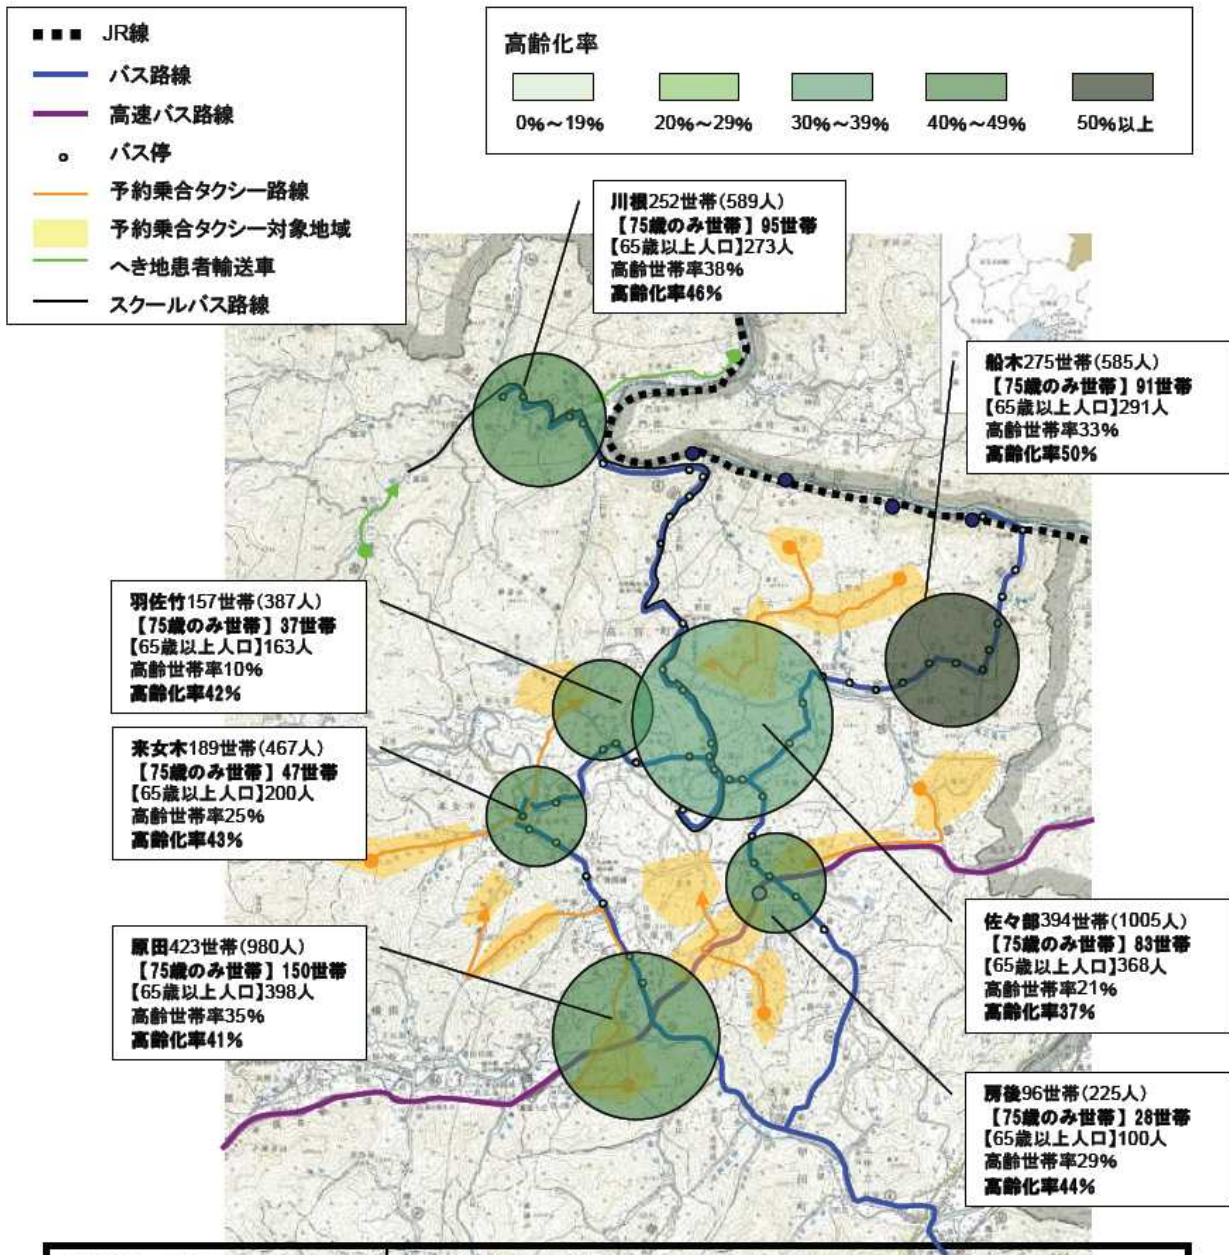 JR線
バス路線
高速バス路線
バス停
予約乗合タクシー路線
予約乗合タクシー対象地域
へき地患者輸送車
スクールバス路線
高齢化率
0%～19%
20%～29%
30%～39%
40%～49%
50%以上
川根252世帯(589人)
【75歳のみ世帯】95世帯
【65歳以上人口】273人
高齢世帯率38%
高齢化率46%
船木275世帯(585人)
【75歳のみ世帯】91世帯
【65歳以上人口】291人
高齢世帯率33%
高齢化率50%
羽佐竹157世帯(387人)
【75歳のみ世帯】37世帯
【65歳以上人口】163人
高齢世帯率10%
高齢化率42%
来女木189世帯(467人)
【75歳のみ世帯】47世帯
【65歳以上人口】200人
高齢世帯率25%
高齢化率43%
原田423世帯(980人)
【75歳のみ世帯】150世帯
【65歳以上人口】398人
高齢世帯率35%
高齢化率41%
佐々部394世帯(1005人)
【75歳のみ世帯】83世帯
【65歳以上人口】368人
高齢世帯率21%
高齢化率37%
房後96世帯(225人)
【75歳のみ世帯】28世帯
【65歳以上人口】100人
高齢世帯率29%
高齢化率44%